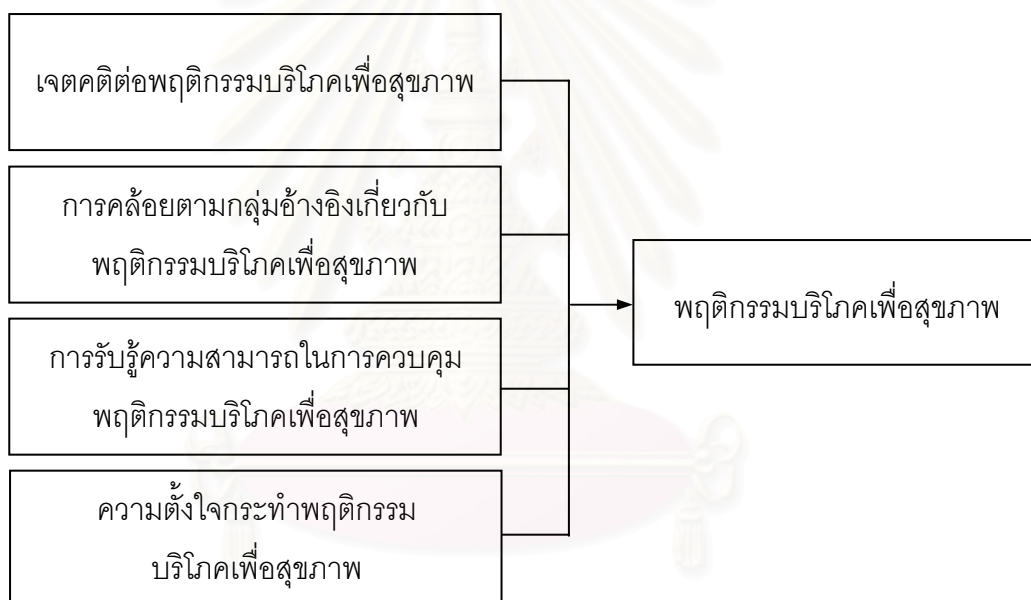 เจตคติต่อพฤติกรรมบริโภคเพื่อสุขภาพ
การคล้อยตามกลุ่มอ้างอิงเกี่ยวกับ
พฤติกรรมบริโภคเพื่อสุขภาพ
การรับรู้ความสามารถในการควบคุม
พฤติกรรมบริโภคเพื่อสุขภาพ
ความตั้งใจกระทำพฤติกรรม
บริโภคเพื่อสุขภาพ
พฤติกรรมบริโภคเพื่อสุขภาพ